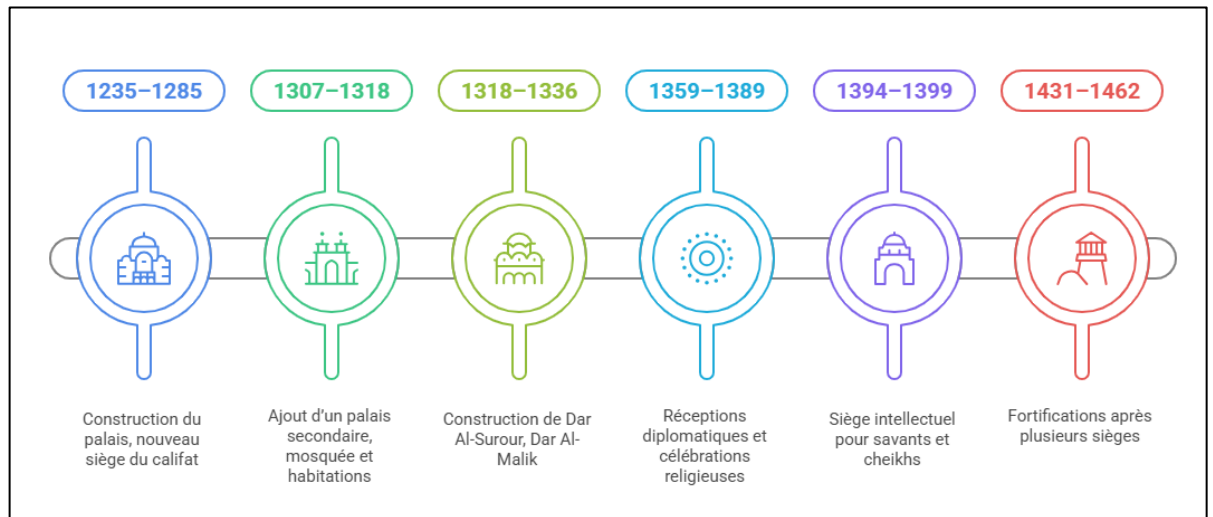 1235–1285
1307–1318
1318–1336
1359–1389
1394–1399
1431–1462
Construction du
palais, nouveau
siège du califat
Ajout d'un palais
secondaire,
mosquée et
habitations
Construction de Dar
Al-Surour, Dar Al-
Malik
Réceptions
diplomatiques et
célébrations
religieuses
Siège intellectuel
pour savants et
cheikhs
Fortifications après
plusieurs sièges